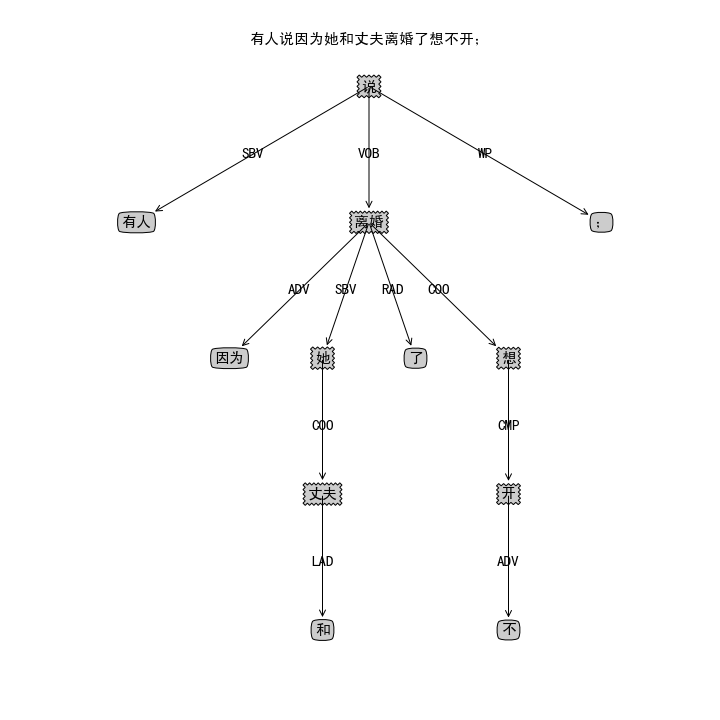 有人说因为她和丈夫离婚了想不开；
说
SBV VOB WP
有人 离婚 ；
ADV SBV RAD COO
因为 她 了 想
COO CMP
丈夫 开
LAD ADV
和 不